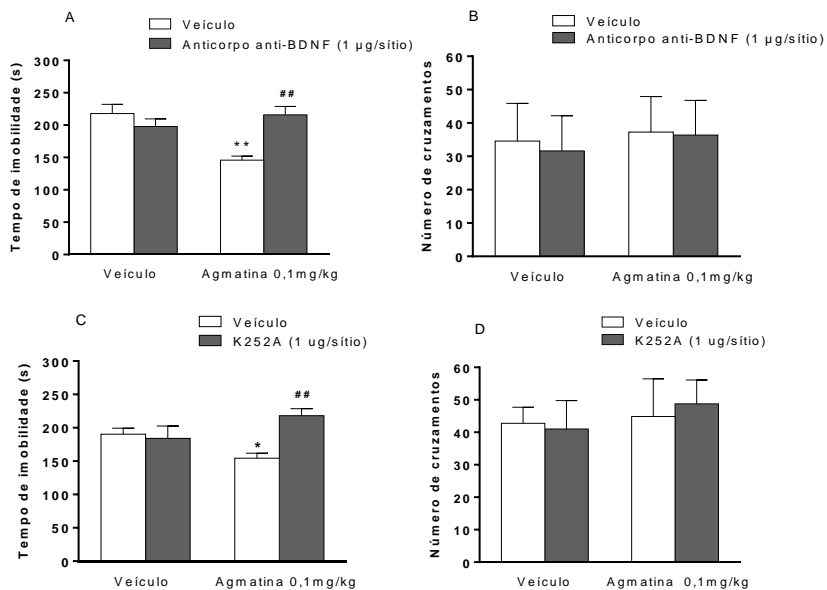 A
Veículo
Anticorpo anti-BDNF (1 µg/sítio)
Tempo de imobilidade (s)
300
250
200
150
100
50
0
**
##
Veículo
Agmatina 0,1mg/kg
B
Veículo
Anticorpo anti-BDNF (1 µg/sítio)
Número de cruzamentos
60
50
40
30
20
10
0
Veículo
Agmatina 0,1mg/kg
C
Veículo
K252A (1 ug/sítio)
Tempo de imobilidade (s)
300
250
200
150
100
50
0
*
##
Veículo
Agmatina 0,1mg/kg
D
Veículo
K252A (1 ug/sítio)
Número de cruzamentos
60
50
40
30
20
10
0
Veículo
Agmatina 0,1mg/kg